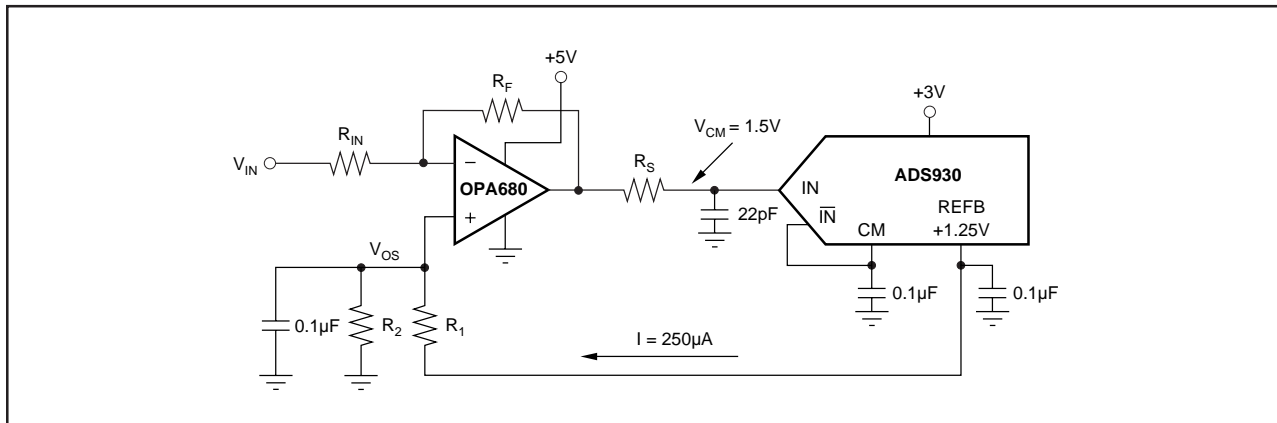 +5V
R_F
+3V
V_CM = 1.5V
R_IN
V_IN
R_S
ADS930
−
OPA680
+
IN
I̅N̅
REFB
+1.25V
CM
22pF
V_OS
0.1µF
R_2
R_1
0.1µF
0.1µF
I = 250µA